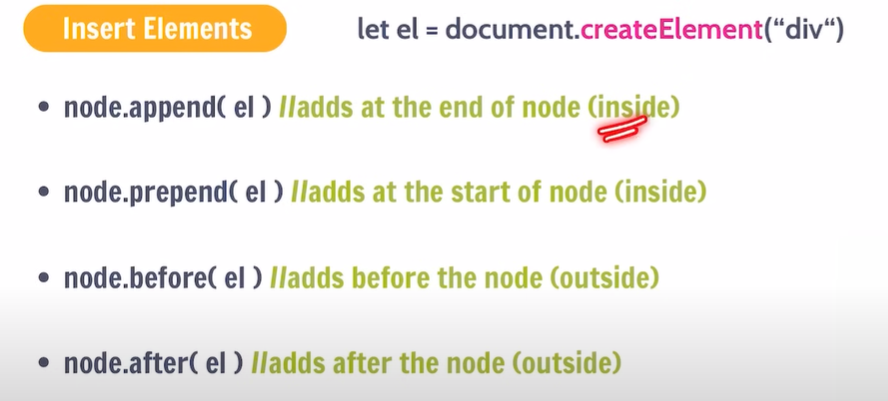 Insert Elements
let el = document.createElement(“div“)
• node.append( el ) //adds at the end of node (inside)
• node.prepend( el ) //adds at the start of node (inside)
• node.before( el ) //adds before the node (outside)
• node.after( el ) //adds after the node (outside)